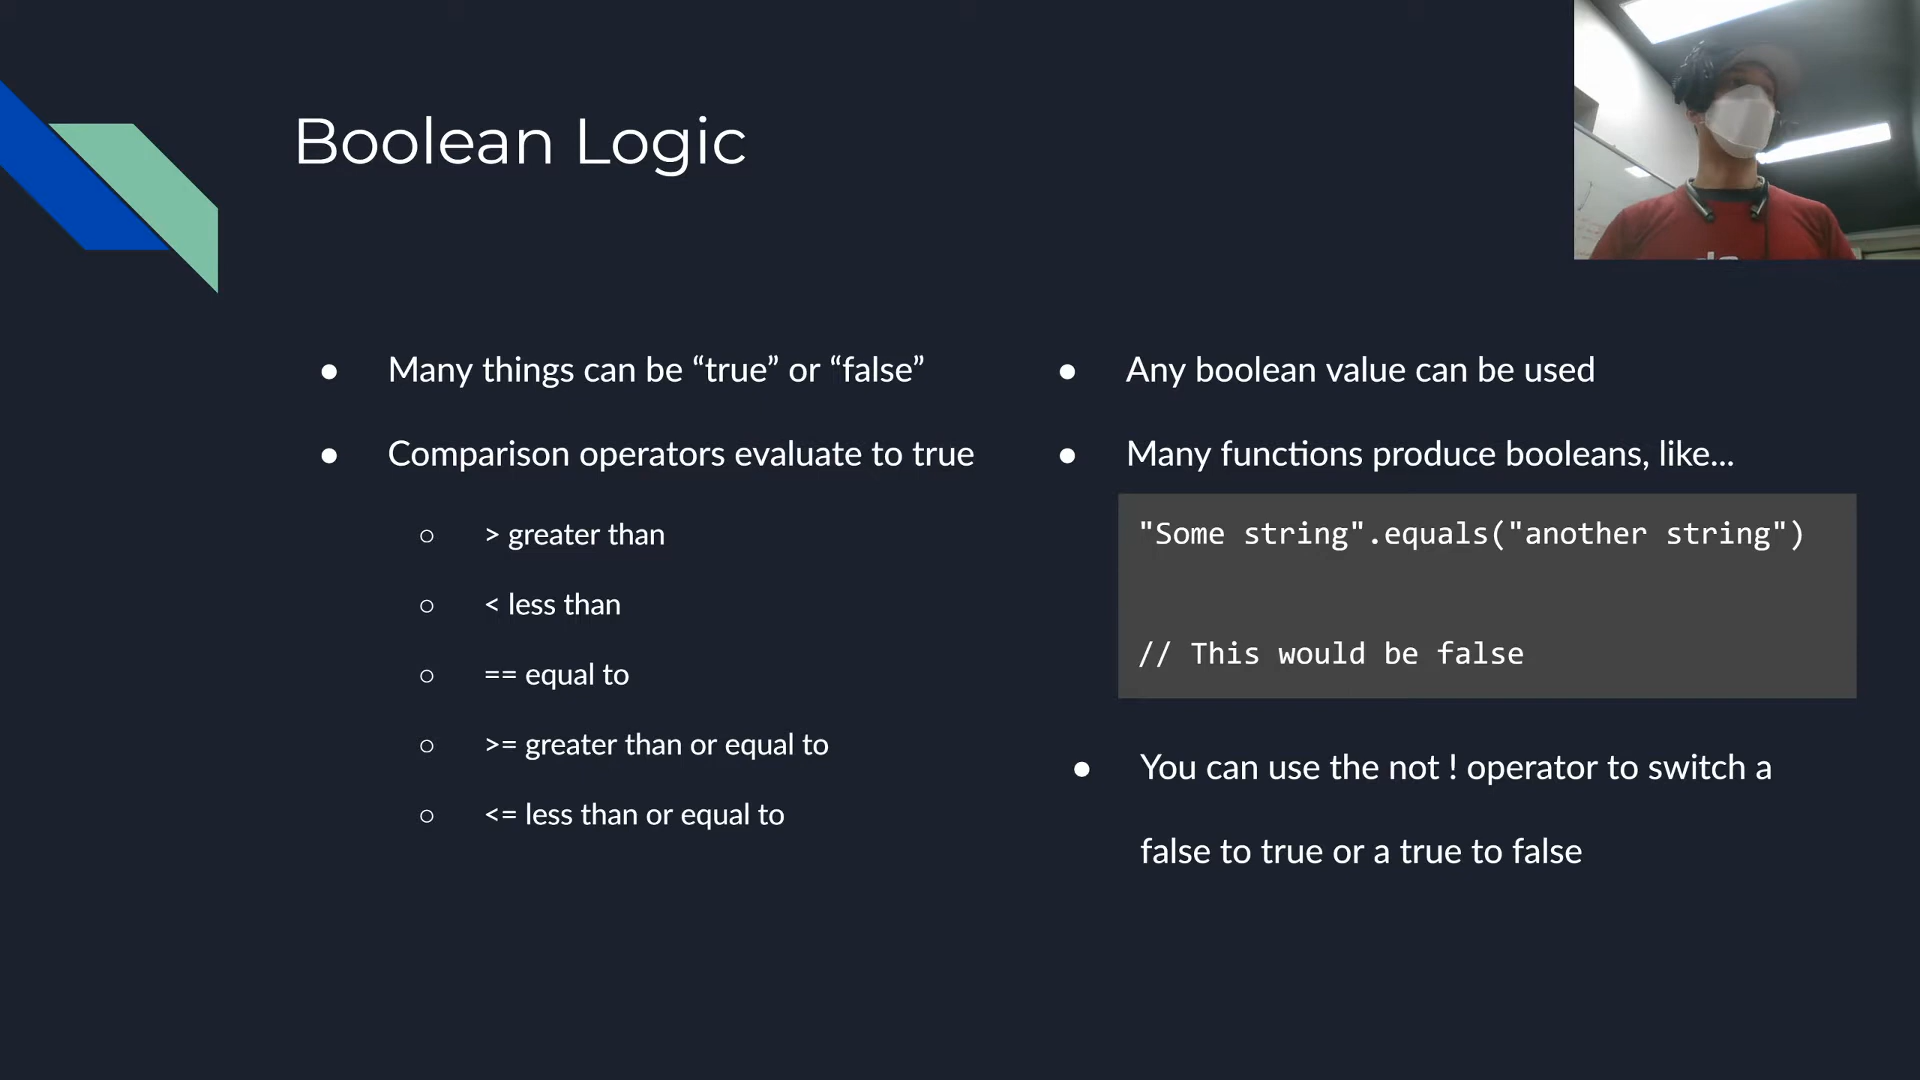 Boolean Logic
● Many things can be “true” or “false”
● Comparison operators evaluate to true
○ > greater than
○ < less than
○ == equal to
○ >= greater than or equal to
○ <= less than or equal to
● Any boolean value can be used
● Many functions produce booleans, like...
"Some string".equals("another string")
// This would be false
● You can use the not ! operator to switch a
false to true or a true to false